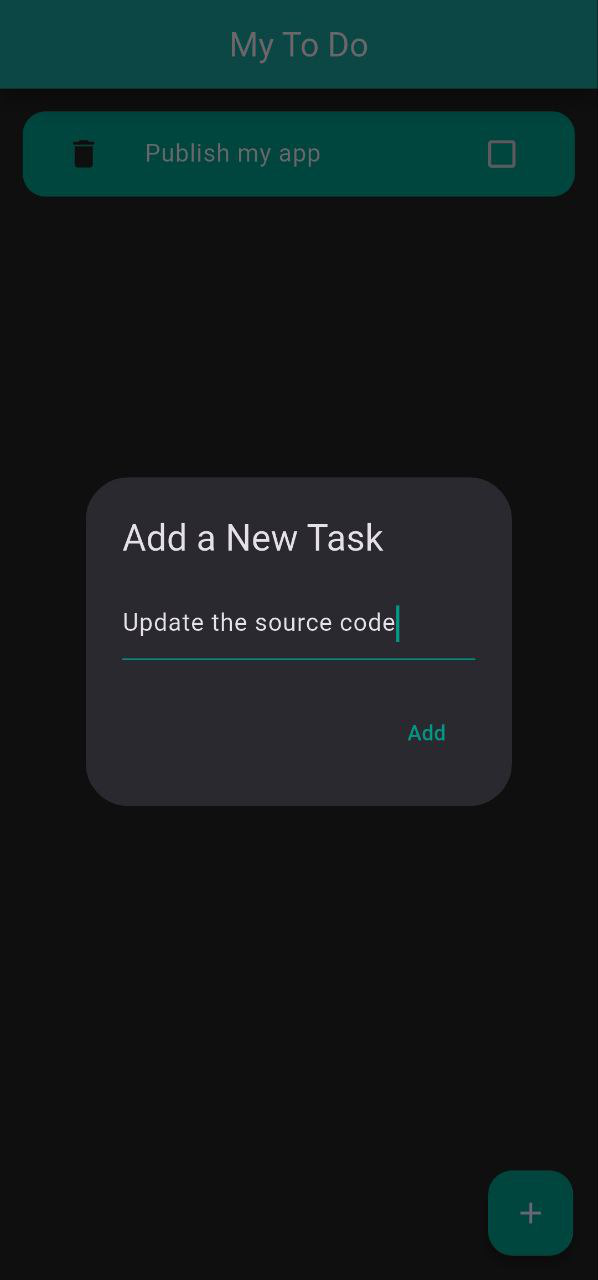 My To Do
Publish my app
Add a New Task
Update the source code
Add